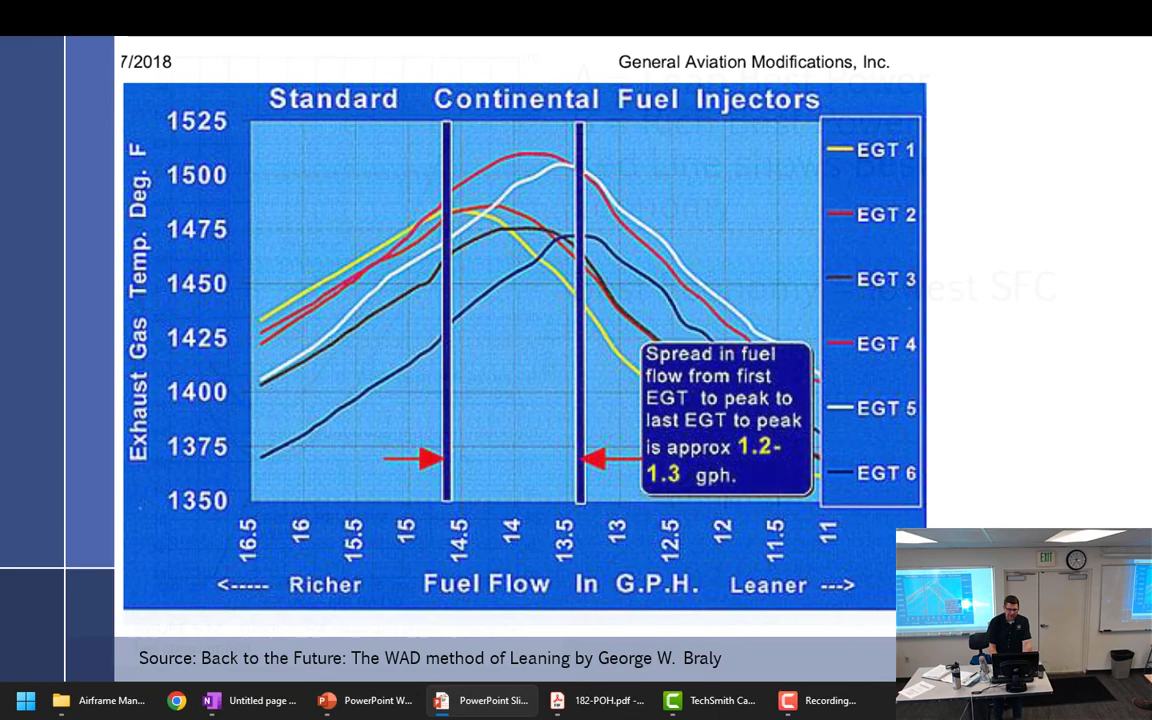 7/2018
General Aviation Modifications, Inc.
Standard Continental Fuel Injectors
Exhaust Gas Temp. Deg. F
1525
1500
1475
1450
1425
1400
1375
1350
EGT 1
EGT 2
EGT 3
EGT 4
EGT 5
EGT 6
Spread in fuel
flow from first
EGT to peak to
last EGT to peak
is approx 1.2-
1.3 gph.
16.5 16 15.5 15 14.5 14 13.5 13 12.5 12 11.5 11
<----- Richer Fuel Flow In G.P.H. Leaner --->
est SFC
EXIT
Source: Back to the Future: The WAD method of Leaning by George W. Braly
Airframe Man...
Untitled page ...
PowerPoint W...
PowerPoint Sli...
182-POH.pdf -...
TechSmith Ca...
Recording...